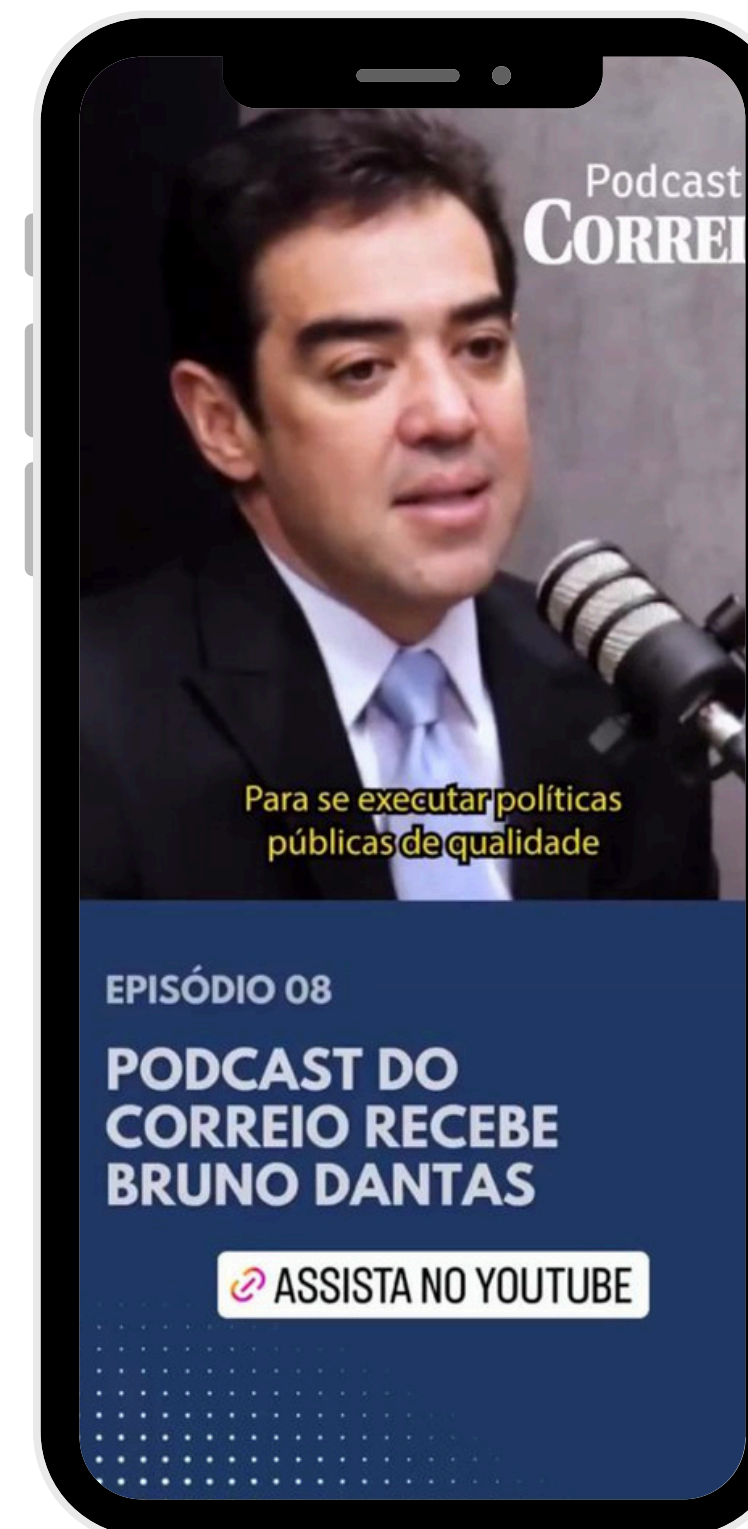 Podcast
CORREI
Para se executar políticas
públicas de qualidade
EPISÓDIO 08
PODCAST DO
CORREIO RECEBE
BRUNO DANTAS
ASSISTA NO YOUTUBE